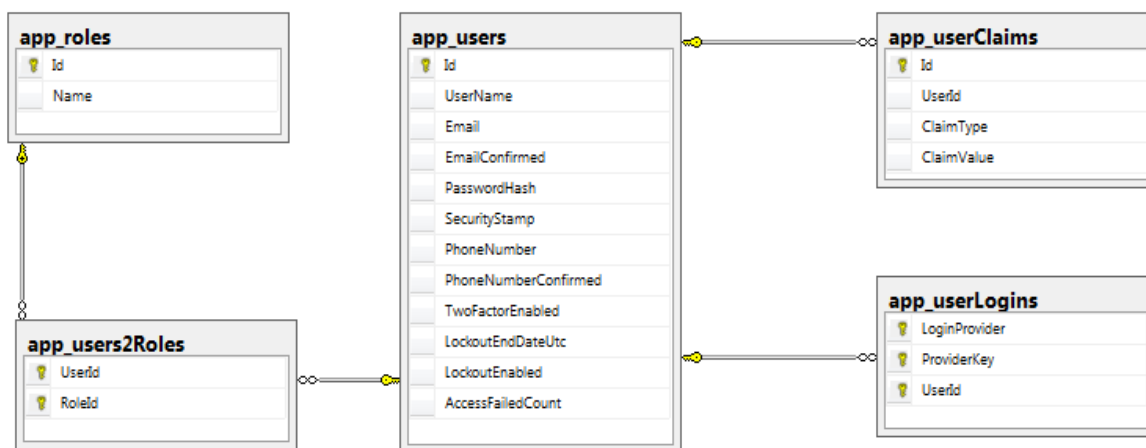 app_roles
Id
Name
app_users
Id
UserName
Email
EmailConfirmed
PasswordHash
SecurityStamp
PhoneNumber
PhoneNumberConfirmed
TwoFactorEnabled
LockoutEndDateUtc
LockoutEnabled
AccessFailedCount
app_userClaims
Id
UserId
ClaimType
ClaimValue
app_users2Roles
UserId
RoleId
app_userLogins
LoginProvider
ProviderKey
UserId